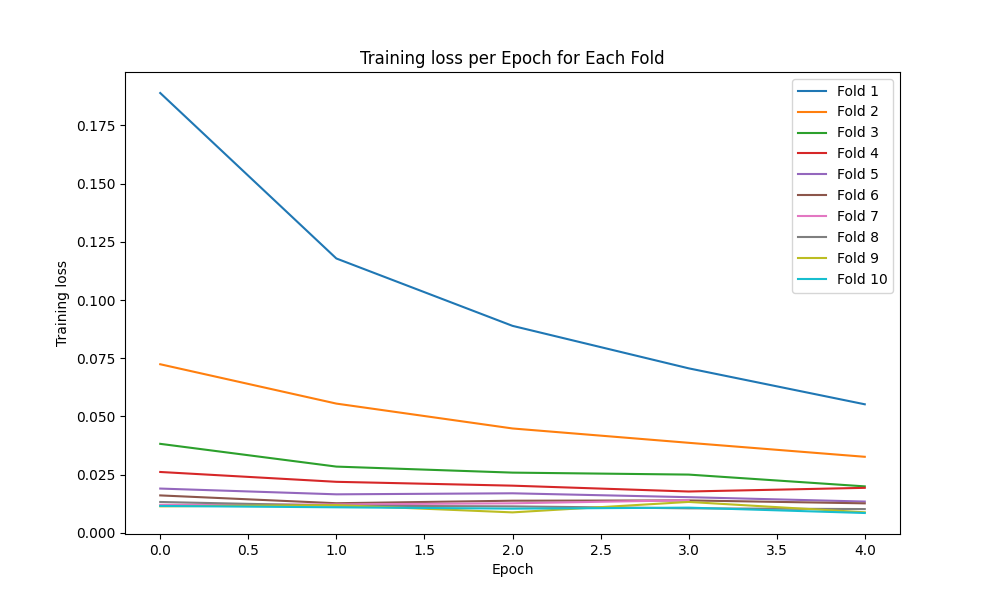 Training loss per Epoch for Each Fold
Training loss
0.175
0.150
0.125
0.100
0.075
0.050
0.025
0.000
Fold 1
Fold 2
Fold 3
Fold 4
Fold 5
Fold 6
Fold 7
Fold 8
Fold 9
Fold 10
0.0 0.5 1.0 1.5 2.0 2.5 3.0 3.5 4.0
Epoch